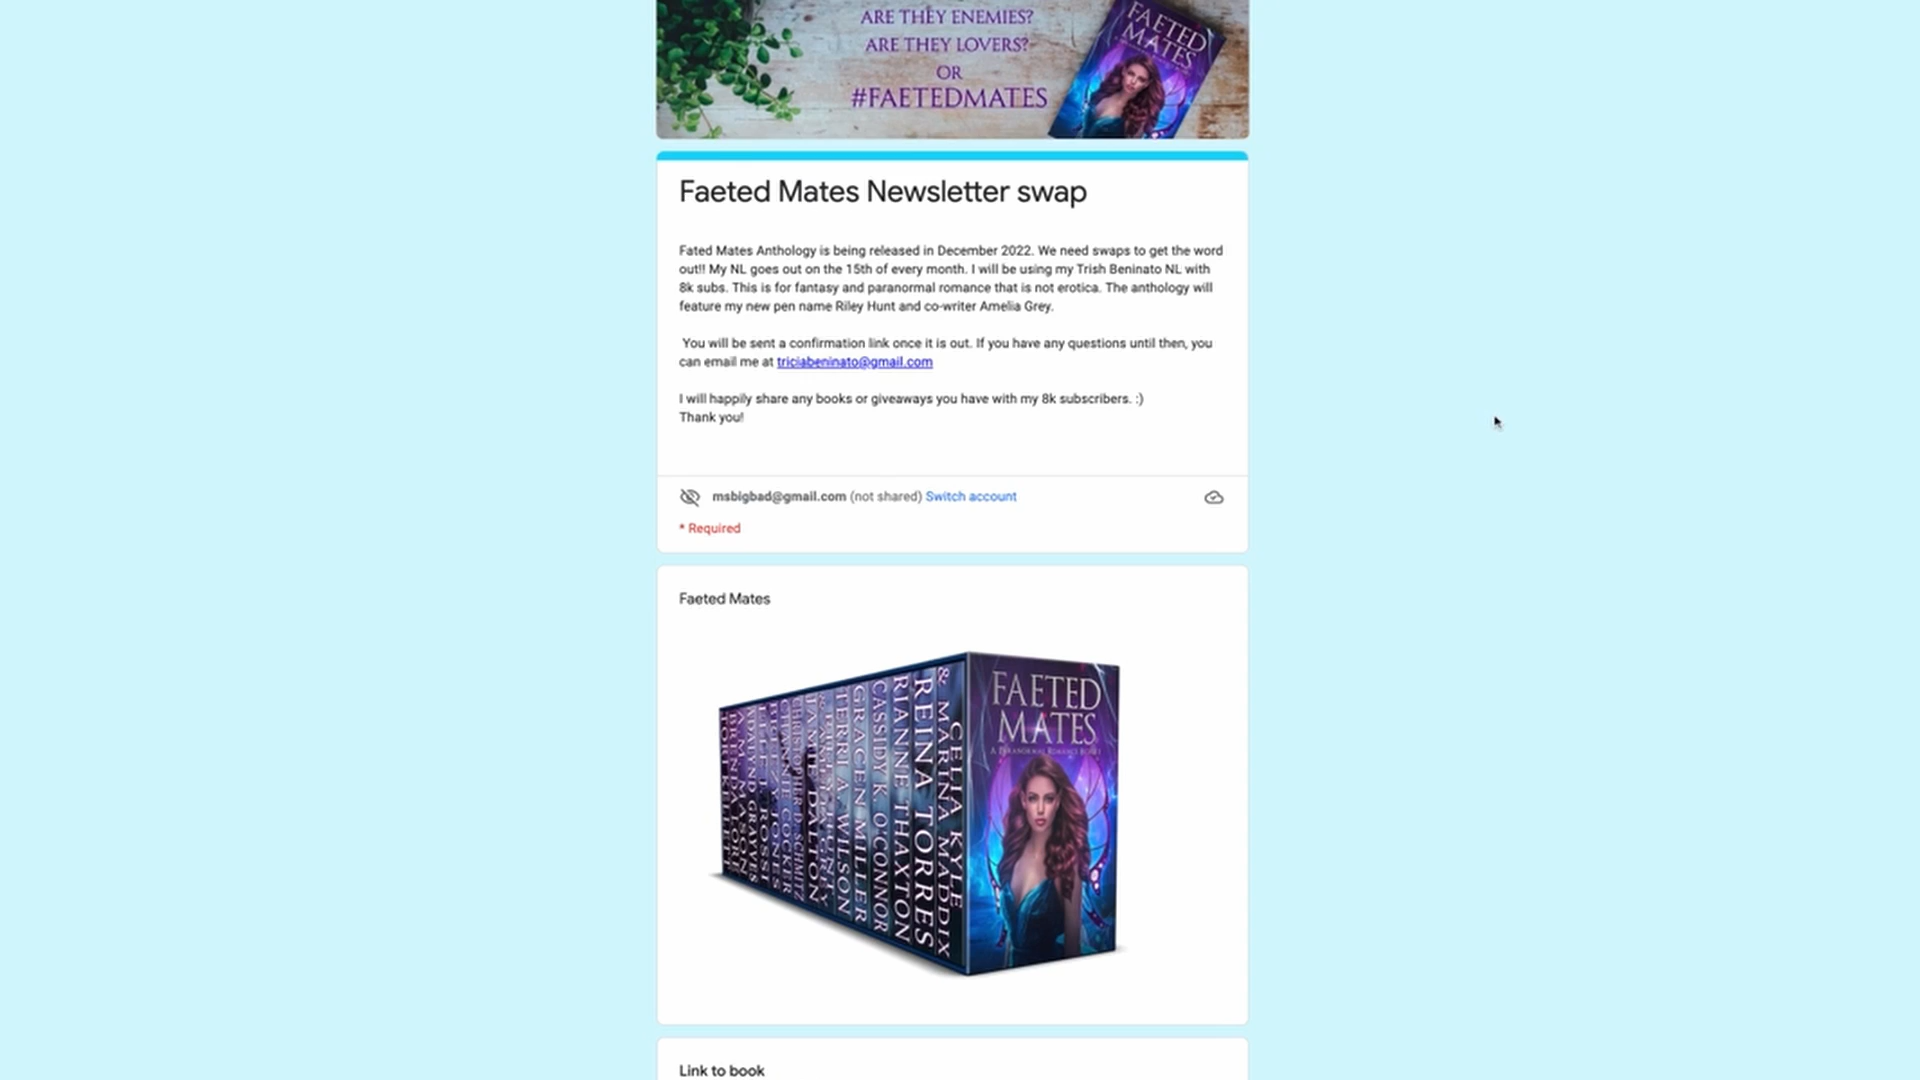 ARE THEY ENEMIES?
ARE THEY LOVERS?
OR
#FAETEDMATES
FAETED
MATES
Faeted Mates Newsletter swap
Fated Mates Anthology is being released in December 2022. We need swaps to get the word
out!! My NL goes out on the 15th of every month. I will be using my Trish Beninato NL with
8k subs. This is for fantasy and paranormal romance that is not erotica. The anthology will
feature my new pen name Riley Hunt and co-writer Amelia Grey.
You will be sent a confirmation link once it is out. If you have any questions until then, you
can email me at triciabeninato@gmail.com
I will happily share any books or giveaways you have with my 8k subscribers. :)
Thank you!
msbigbad@gmail.com (not shared) Switch account
* Required
Faeted Mates
CELIA KYLE
& MARINA MADDIX
REINA TORRES
RIANNE THAXTON
CASSIDY K. O'CONNOR
GRACEN MILLER
TERRI A. WILSON
JAMIE DALTON
FAETED
MATES
Link to book